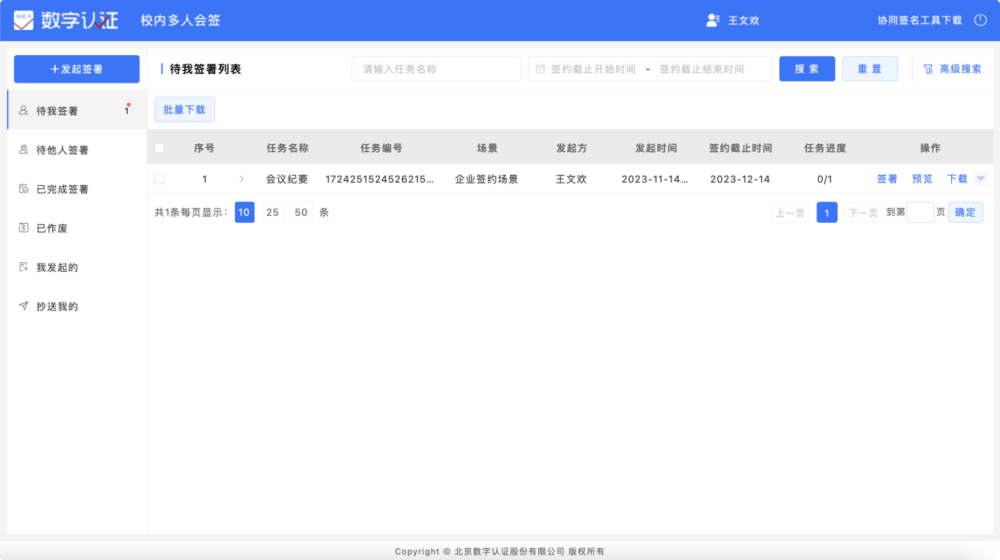 BJCA 数字认证 校内多人会签 王文欢 协同签名工具下载
+发起签署
待我签署 1
待他人签署
已完成签署
已作废
我发起的
抄送我的
待我签署列表 请输入任务名称 签约截止开始时间 - 签约截止结束时间 搜索 重置 高级搜索
批量下载
序号 任务名称 任务编号 场景 发起方 发起时间 签约截止时间 任务进度 操作
1 会议纪要 1724251524526215... 企业签约场景 王文欢 2023-11-14... 2023-12-14 0/1 签署 预览 下载
共1条每页显示: 10 25 50 条 上一页 1 下一页 到第 页 确定
Copyright © 北京数字认证股份有限公司 版权所有